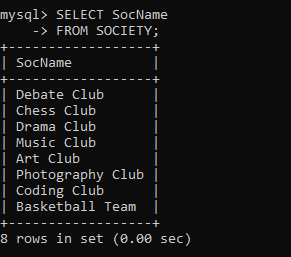 mysql> SELECT SocName
    -> FROM SOCIETY;
+------------------+
| SocName          |
+------------------+
| Debate Club      |
| Chess Club       |
| Drama Club       |
| Music Club       |
| Art Club         |
| Photography Club |
| Coding Club      |
| Basketball Team  |
+------------------+
8 rows in set (0.00 sec)